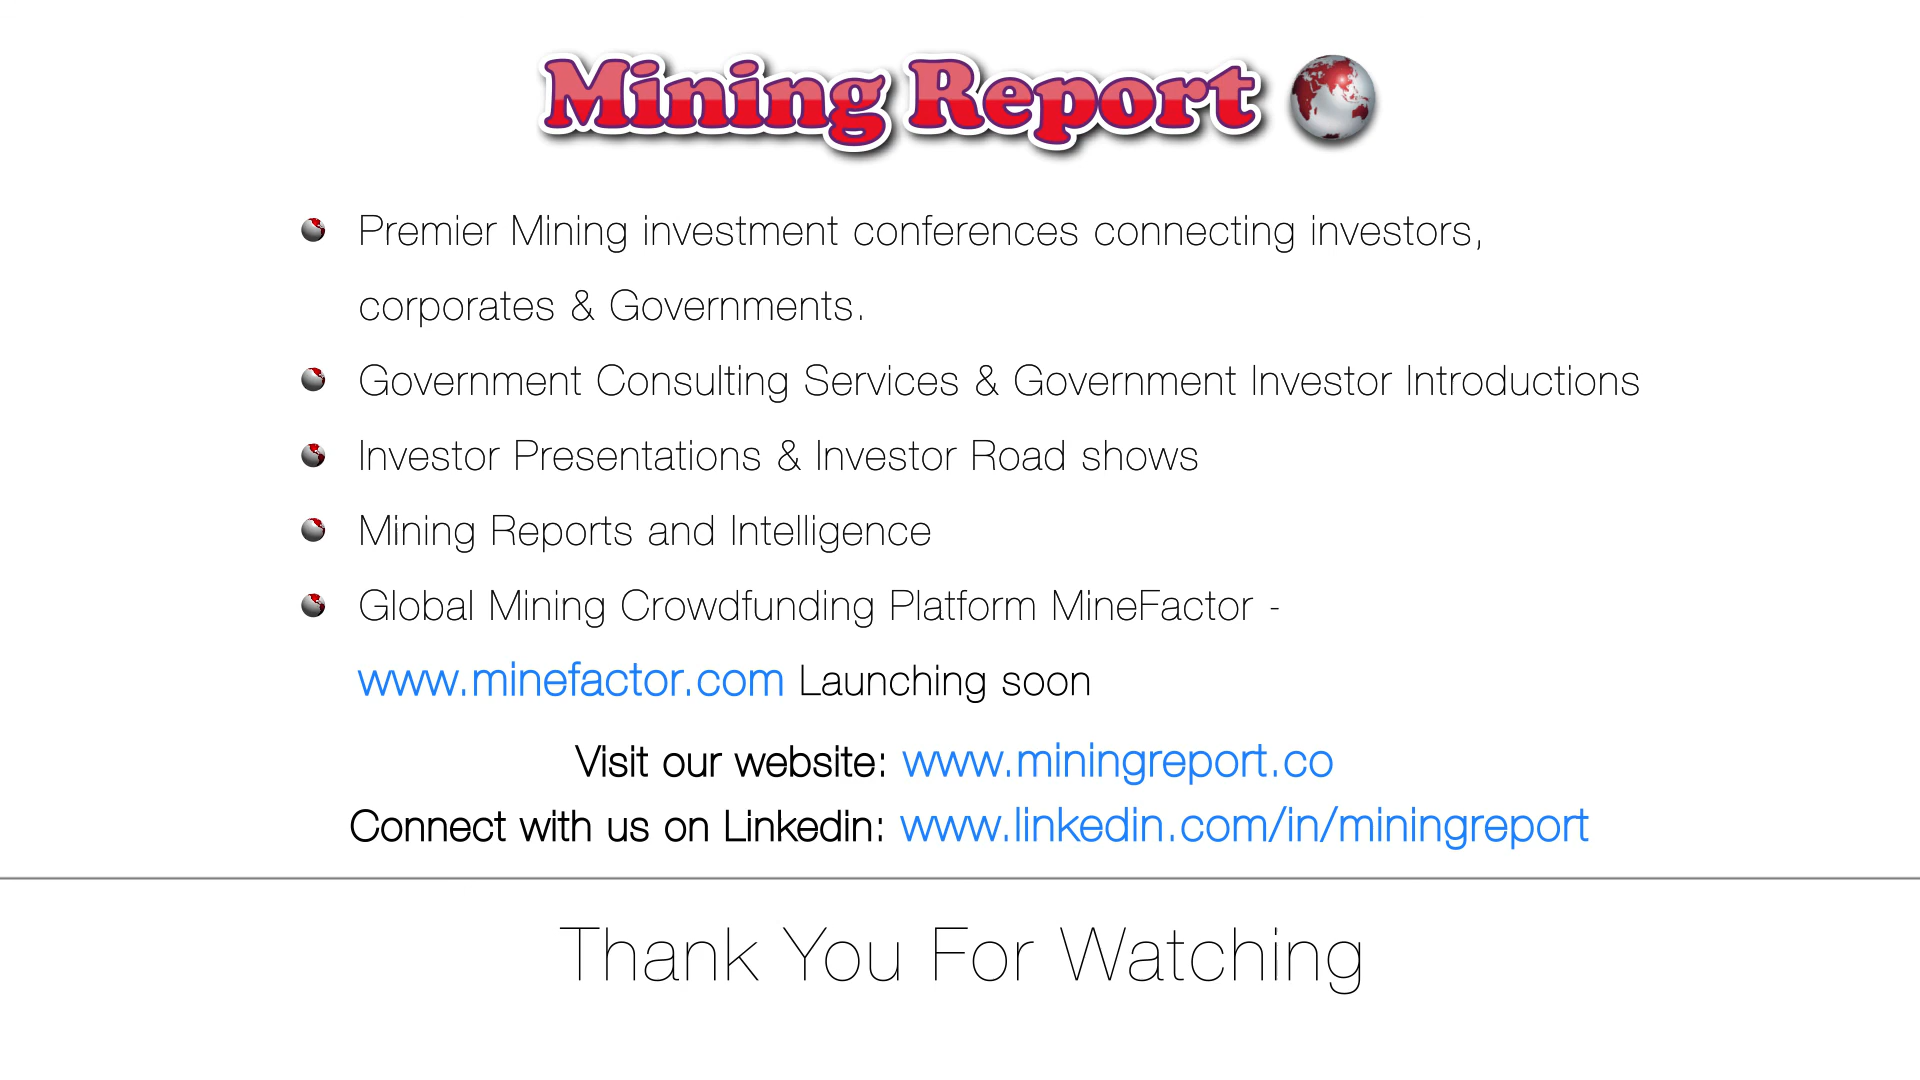 Mining Report
Premier Mining investment conferences connecting investors,
corporates & Governments.
Government Consulting Services & Government Investor Introductions
Investor Presentations & Investor Road shows
Mining Reports and Intelligence
Global Mining Crowdfunding Platform MineFactor -
www.minefactor.com Launching soon
Visit our website: www.miningreport.co
Connect with us on Linkedin: www.linkedin.com/in/miningreport
Thank You For Watching